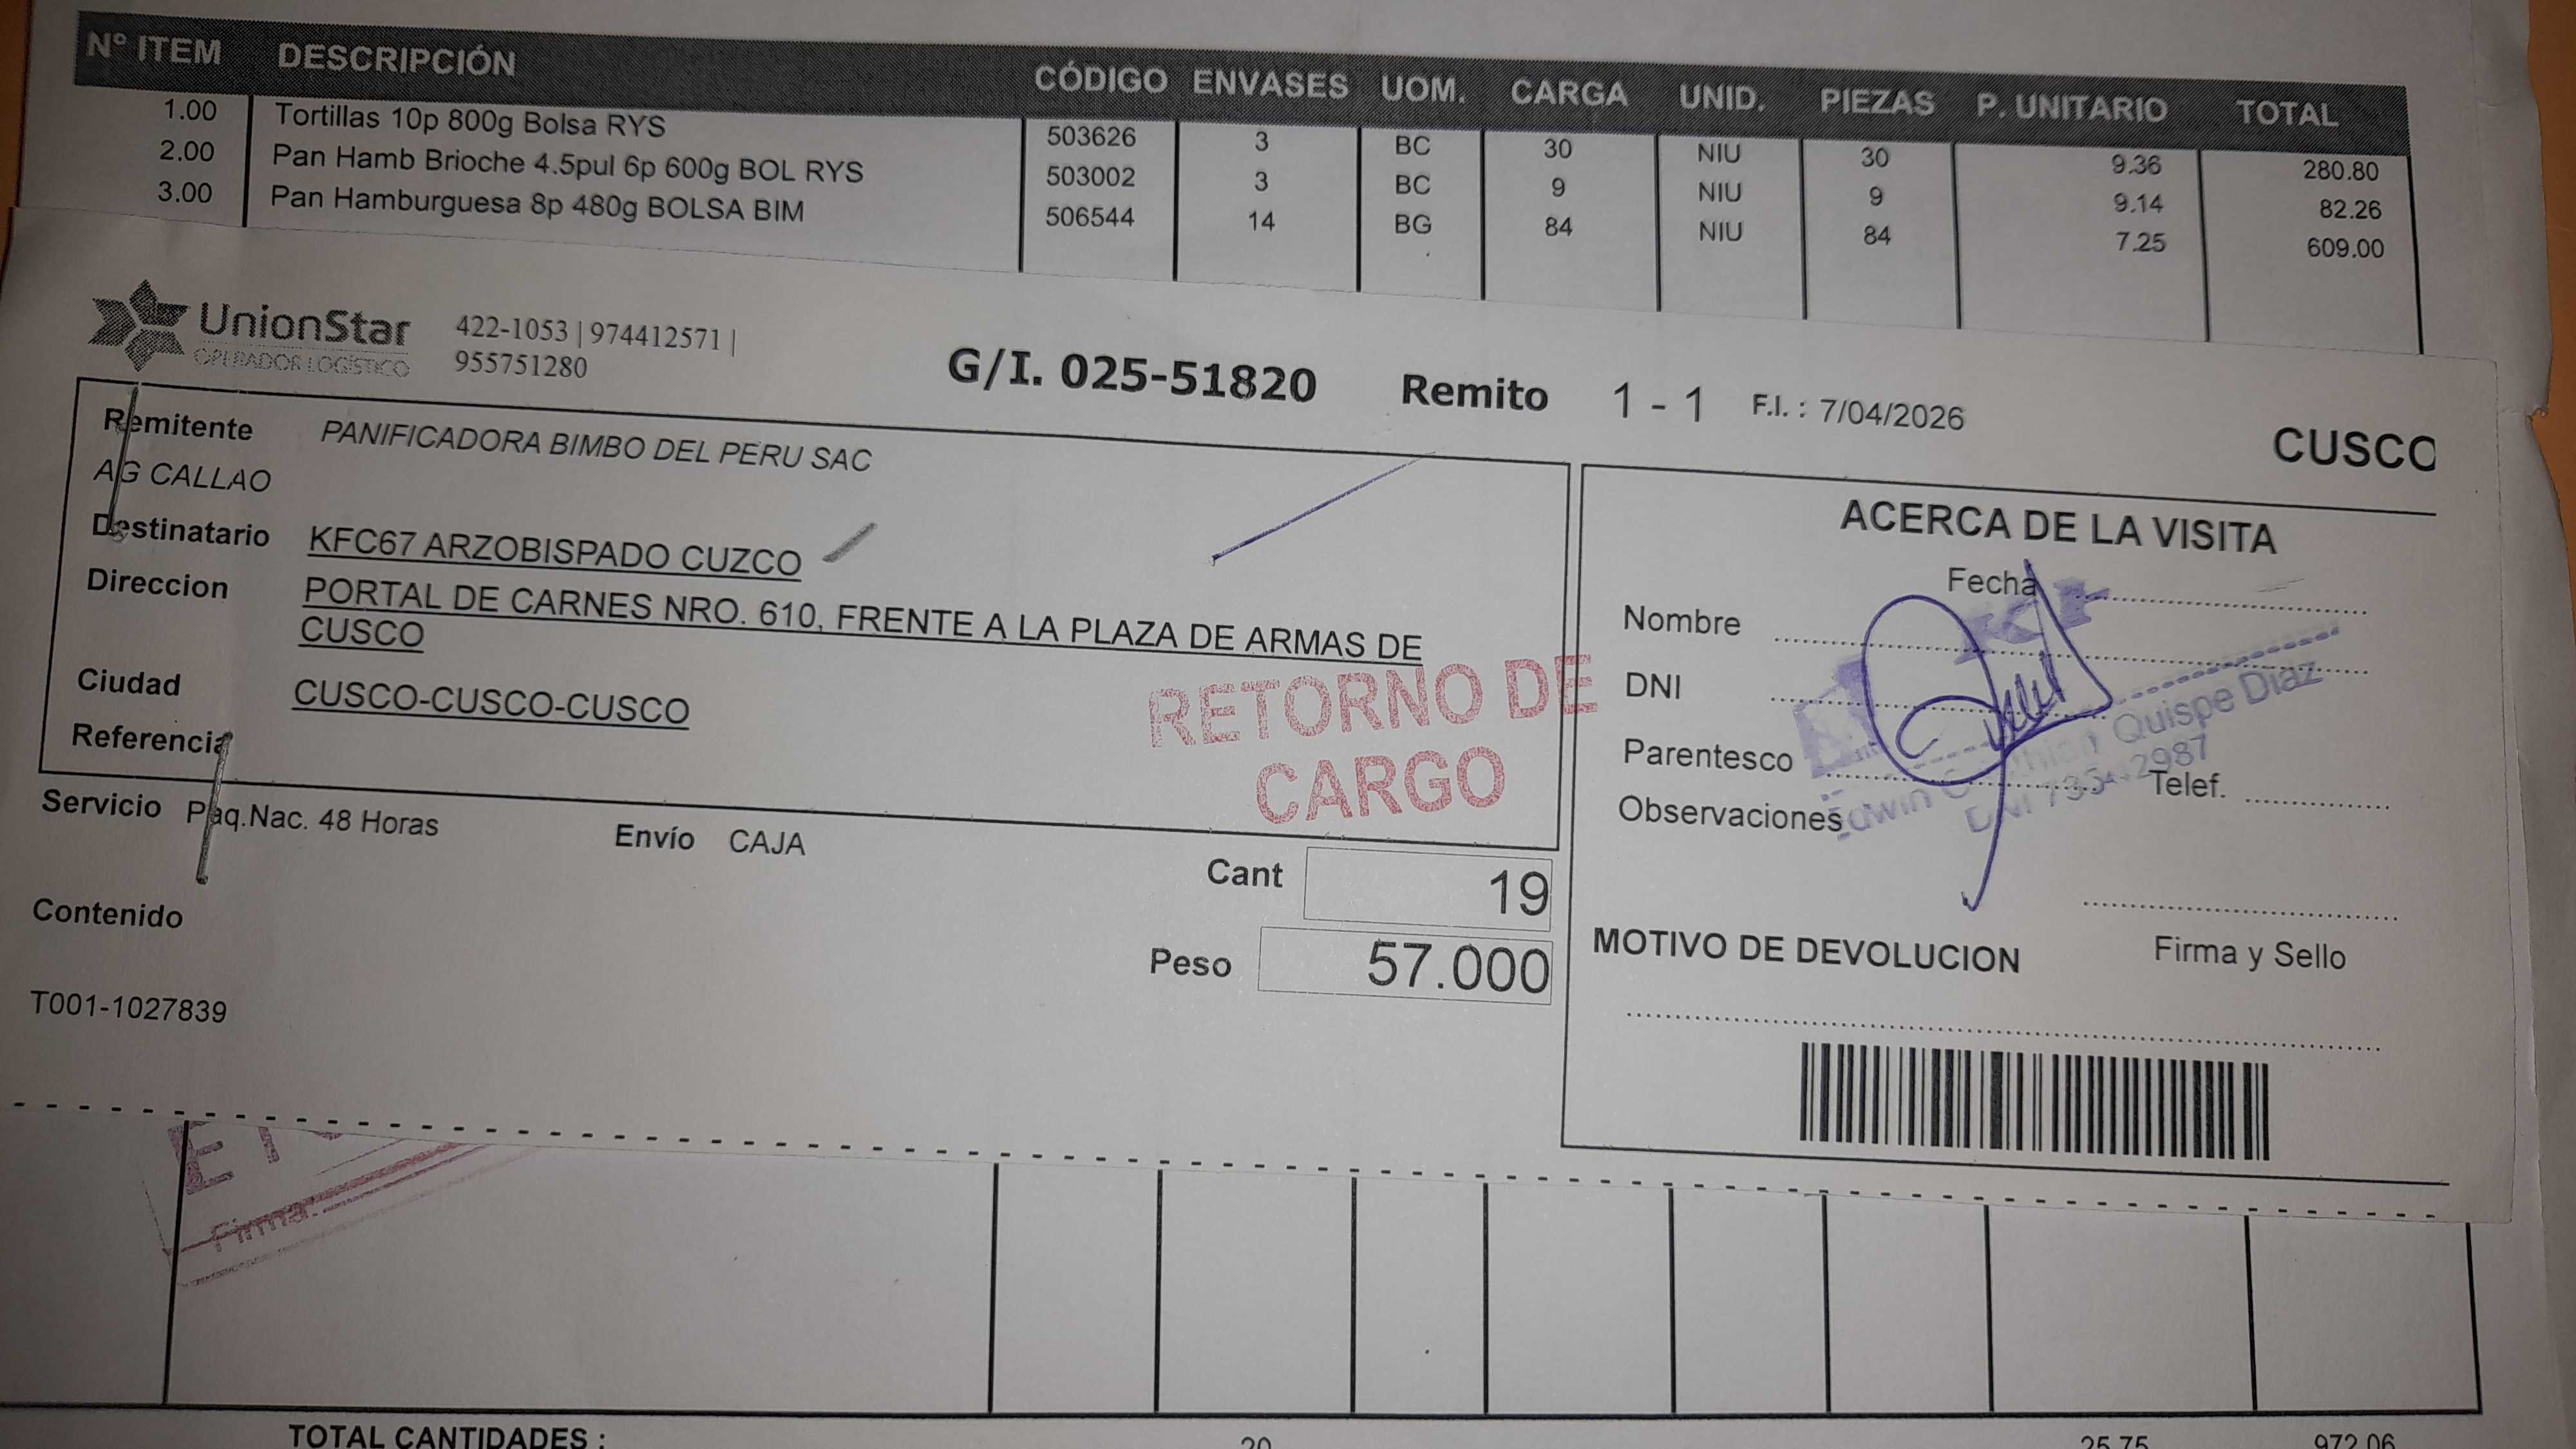 N° ITEM DESCRIPCIÓN CÓDIGO ENVASES UOM. CARGA UNID. PIEZAS P. UNITARIO TOTAL
1.00 Tortillas 10p 800g Bolsa RYS 503626 3 BC 30 NIU 30 9.36 280.80
2.00 Pan Hamb Brioche 4.5pul 6p 600g BOL RYS 503002 3 BC 9 NIU 9 9.14 82.26
3.00 Pan Hamburguesa 8p 480g BOLSA BIM 506544 14 BG 84 NIU 84 7.25 609.00
UnionStar
OPERADOR LOGÍSTICO
422-1053 | 974412571 |
955751280
G/I. 025-51820 Remito 1 - 1 F.I. : 7/04/2026
CUSCO
Remitente PANIFICADORA BIMBO DEL PERU SAC
AG CALLAO
Destinatario KFC67 ARZOBISPADO CUZCO
Direccion PORTAL DE CARNES NRO. 610, FRENTE A LA PLAZA DE ARMAS DE
CUSCO
Ciudad CUSCO-CUSCO-CUSCO
Referencia
RETORNO DE
CARGO
Servicio Paq.Nac. 48 Horas Envío CAJA
Cant 19
Contenido
Peso 57.000
T001-1027839
ACERCA DE LA VISITA
Fecha
Nombre
DNI
Parentesco
Telef.
Observaciones
Quispe Diaz
MOTIVO DE DEVOLUCION
Firma y Sello
Firma:
TOTAL CANTIDADES : 20 25.75 972.06